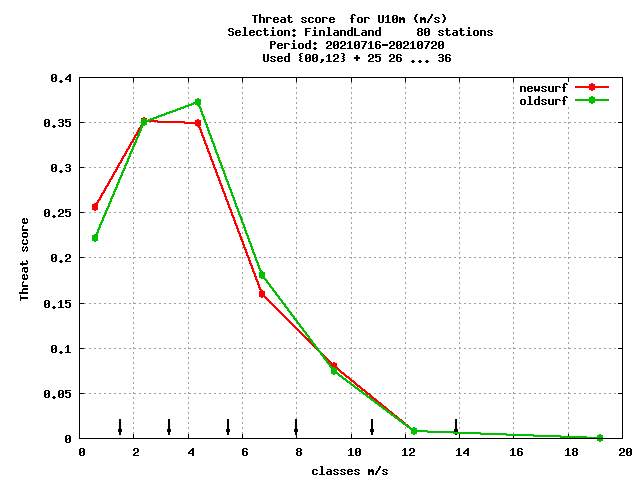 Threat score  for U10m (m/s)
Selection: FinlandLand     80 stations
Period: 20210716-20210720
Used {00,12} + 25 26 ... 36
newsurf
oldsurf
Threat score
0.4
0.35
0.3
0.25
0.2
0.15
0.1
0.05
0
0 2 4 6 8 10 12 14 16 18 20
classes m/s